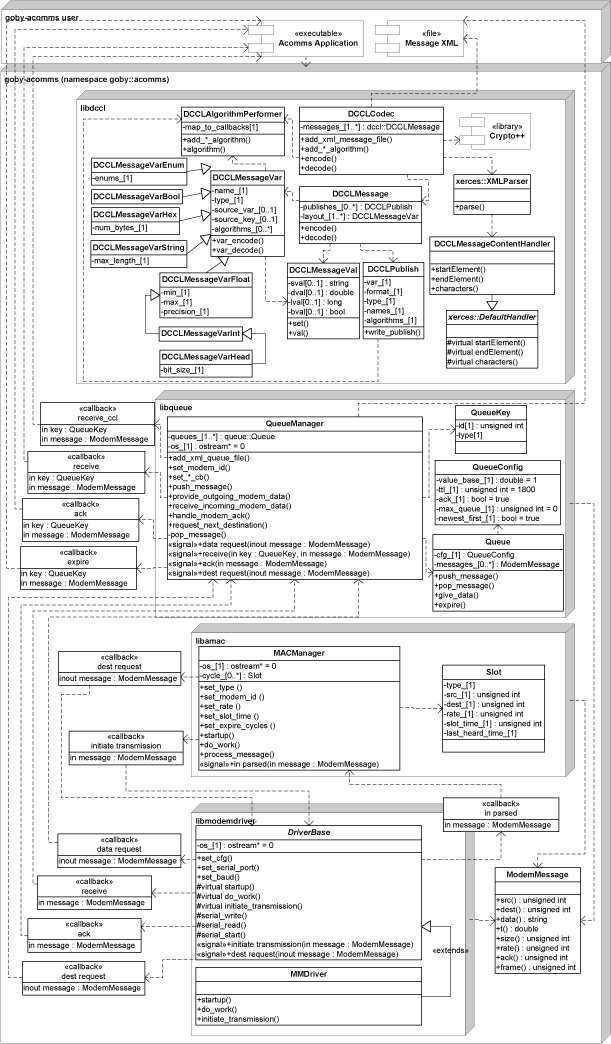 goby-acomms user
«executable»
Acomms Application
«file»
Message XML
goby-acomms (namespace goby::acomms)
libdccl
DCCLAlgorithmPerformer
-map_to_callbacks[1]
+add_*_algorithm()
+algorithm()
DCCLCodec
-messages_[1..*] : dccl::DCCLMessage
+add_xml_message_file()
+add_*_algorithm()
+encode()
+decode()
«library»
Crypto++
DCCLMessageVarEnum
-enums_[1]
DCCLMessageVarBool
DCCLMessageVarHex
-num_bytes_[1]
DCCLMessageVarString
-max_length_[1]
DCCLMessageVar
-name_[1]
-type_[1]
-source_var_[0..1]
-source_key_[0..1]
-algorithms_[0..*]
+var_encode()
+var_decode()
DCCLMessage
-publishes_[0..*] : DCCLPublish
-layout_[1..*] : DCCLMessageVar
+encode()
+decode()
xerces::XMLParser
+parse()
DCCLMessageContentHandler
+startElement()
+endElement()
+characters()
xerces::DefaultHandler
#virtual startElement()
#virtual endElement()
#virtual characters()
DCCLMessageVarFloat
-min_[1]
-max_[1]
-precision_[1]
DCCLMessageVarInt
DCCLMessageVarHead
-bit_size_[1]
DCCLMessageVal
-sval[0..1] : string
-dval[0..1] : double
-lval[0..1] : long
-bval[0..1] : bool
+set()
+val()
DCCLPublish
-var_[1]
-format_[1]
-type_[1]
-names_[1]
-algorithms_[1]
+write_publish()
libqueue
QueueManager
-queues_[1..*] : queue::Queue
-os_[1] : ostream* = 0
+add_xml_queue_file()
+set_modem_id()
+set_*_cb()
+push_message()
+provide_outgoing_modem_data()
+receive_incoming_modem_data()
+handle_modem_ack()
+request_next_destination()
-pop_message()
«signal»+data request(inout message : ModemMessage)
«signal»+receive(in key : QueueKey, in message : ModemMessage)
«signal»+ack(in message : ModemMessage)
«signal»+dest request(inout message : ModemMessage)
«callback»
receive_ccl
in key : QueueKey
in message : ModemMessage
«callback»
receive
in key : QueueKey
in message : ModemMessage
«callback»
ack
in key : QueueKey
in message : ModemMessage
«callback»
expire
in key : QueueKey
in message : ModemMessage
QueueKey
-id[1] : unsigned int
-type[1]
QueueConfig
-value_base_[1] : double = 1
-ttl_[1] : unsigned int = 1800
-ack_[1] : bool = true
-max_queue_[1] : unsigned int = 0
-newest_first_[1] : bool = true
Queue
-cfg_[1] : QueueConfig
-messages_[0..*] : ModemMessage
+push_message()
+pop_message()
+give_data()
+expire()
libamac
MACManager
-os_[1] : ostream* = 0
-cycle_[0..*] : Slot
+set_type ()
+set_modem_id ()
+set_rate ()
+set_slot_time ()
+set_expire_cycles ()
+startup()
+do_work()
+process_message()
«signal»+in parsed(in message : ModemMessage)
«callback»
dest request
inout message : ModemMessage
«callback»
initiate transmission
in message : ModemMessage
Slot
-type_[1]
-src_[1] : unsigned int
-dest_[1] : unsigned int
-rate_[1] : unsigned int
-slot_time_[1] : unsigned int
-last_heard_time_[1]
«callback»
in parsed
in message : ModemMessage
libmodemdriver
DriverBase
-os_[1] : ostream* = 0
+set_cfg()
+set_serial_port()
+set_baud()
#virtual startup()
#virtual do_work()
#virtual initiate_transmission()
#serial_write()
#serial_read()
#serial_start()
«signal»+initiate transmission(in message : ModemMessage)
«signal»+dest request(inout message : ModemMessage)
«extends»
MMDriver
+startup()
+do_work()
+initiate_transmission()
«callback»
data request
inout message : ModemMessage
«callback»
receive
in message : ModemMessage
«callback»
ack
in message : ModemMessage
«callback»
dest request
inout message : ModemMessage
ModemMessage
+src() : unsigned int
+dest() : unsigned int
+data() : string
+t() : double
+size() : unsigned int
+rate() : unsigned int
+ack() : unsigned int
+frame() : unsigned int